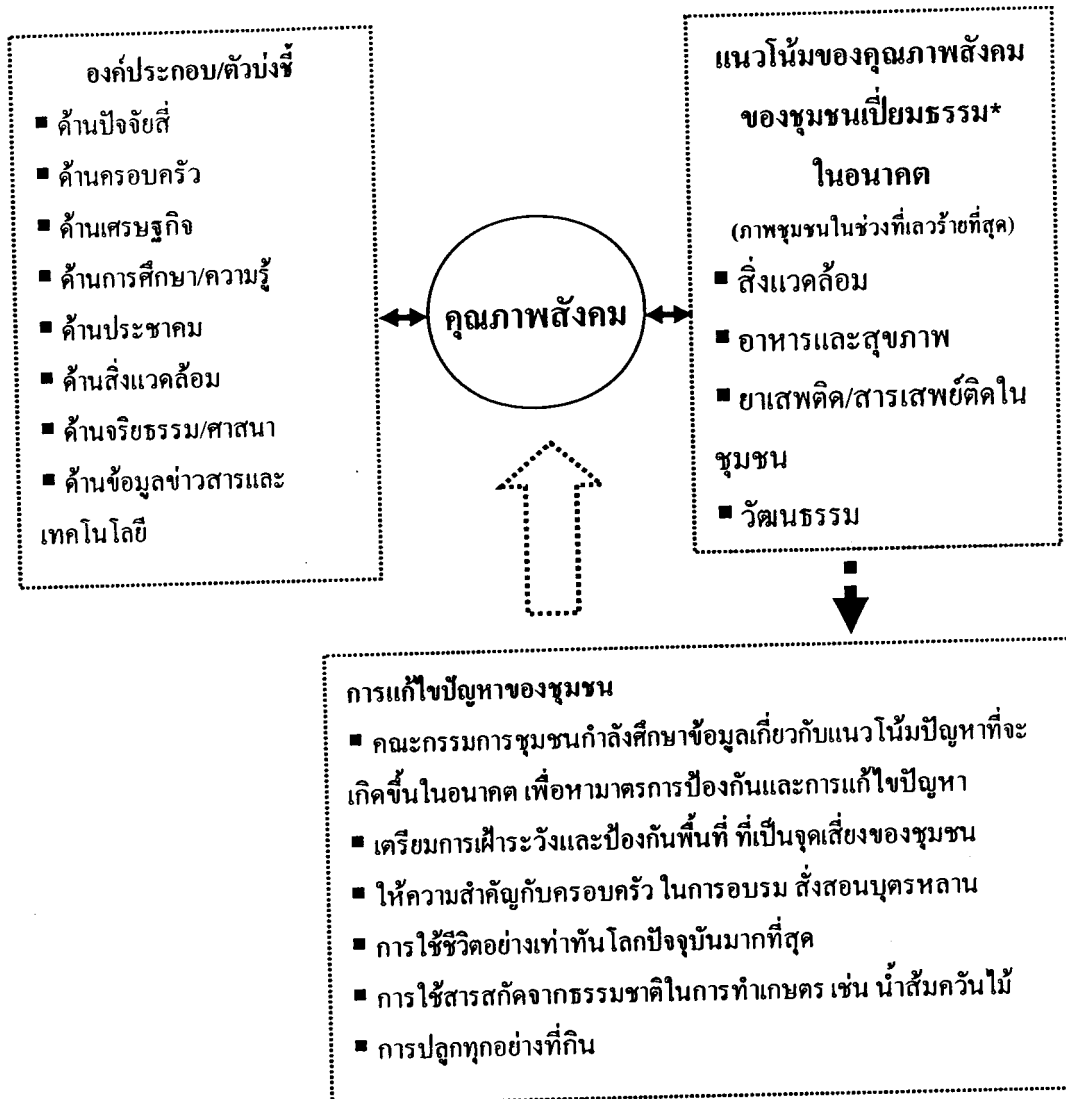 องค์ประกอบ/ตัวบ่งชี้
■ ด้านปัจจัยสี่
■ ด้านครอบครัว
■ ด้านเศรษฐกิจ
■ ด้านการศึกษา/ความรู้
■ ด้านประชาคม
■ ด้านสิ่งแวดล้อม
■ ด้านจริยธรรม/ศาสนา
■ ด้านข้อมูลข่าวสารและ
เทคโนโลยี
คุณภาพสังคม
แนวโน้มของคุณภาพสังคม
ของชุมชนเปี่ยมธรรม*
ในอนาคต
(ภาพชุมชนในช่วงที่เลวร้ายที่สุด)
■ สิ่งแวดล้อม
■ อาหารและสุขภาพ
■ ยาเสพติด/สารเสพย์ติดใน
ชุมชน
■ วัฒนธรรม
การแก้ไขปัญหาของชุมชน
■ คณะกรรมการชุมชนกำลังศึกษาข้อมูลเกี่ยวกับแนวโน้มปัญหาที่จะ
เกิดขึ้นในอนาคต เพื่อหามาตรการป้องกันและการแก้ไขปัญหา
■ เตรียมการเฝ้าระวังและป้องกันพื้นที่ ที่เป็นจุดเสี่ยงของชุมชน
■ ให้ความสำคัญกับครอบครัว ในการอบรม สั่งสอนบุตรหลาน
■ การใช้ชีวิตอย่างเท่าทันโลกปัจจุบันมากที่สุด
■ การใช้สารสกัดจากธรรมชาติในการทำเกษตร เช่น น้ำส้มควันไม้
■ การปลูกทุกอย่างที่กิน